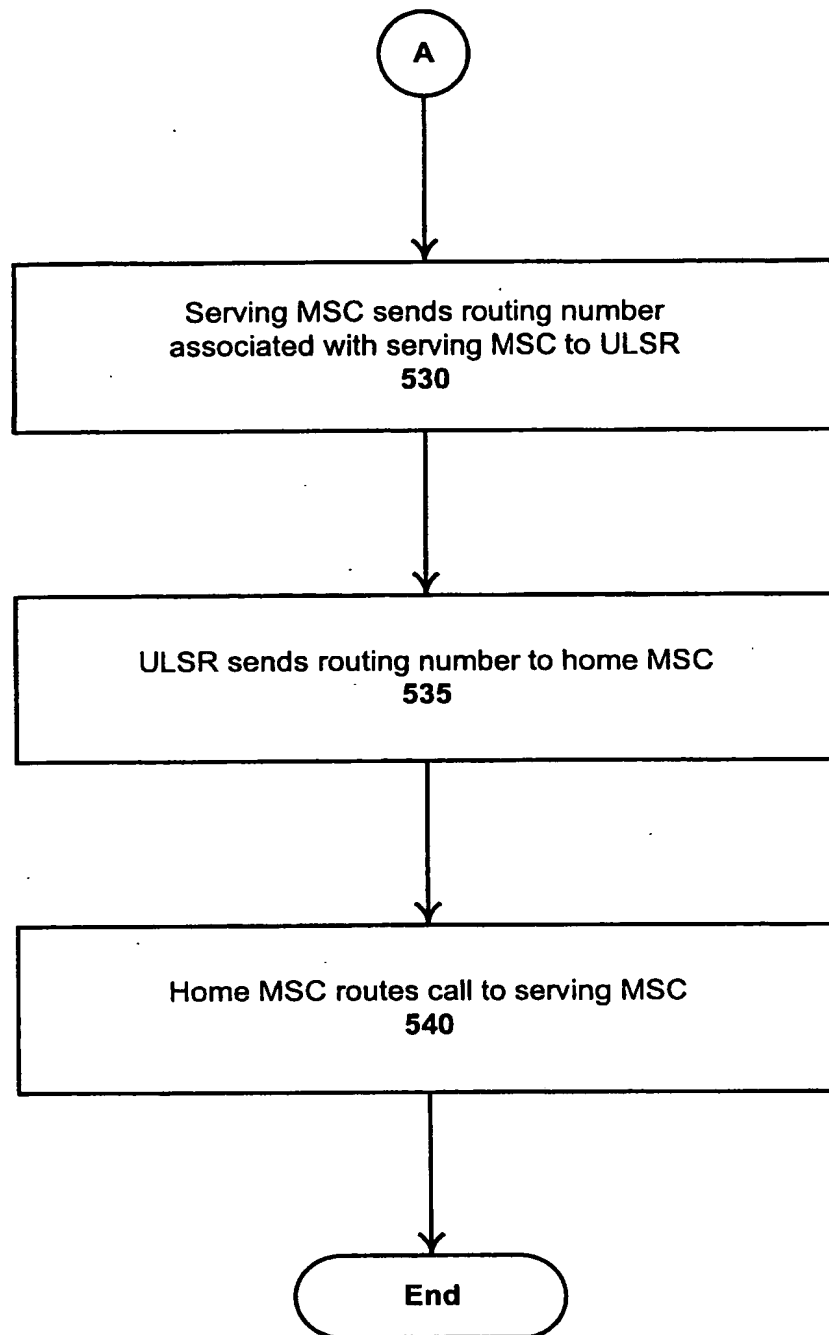 A
Serving MSC sends routing number
associated with serving MSC to ULSR
530
ULSR sends routing number to home MSC
535
Home MSC routes call to serving MSC
540
End